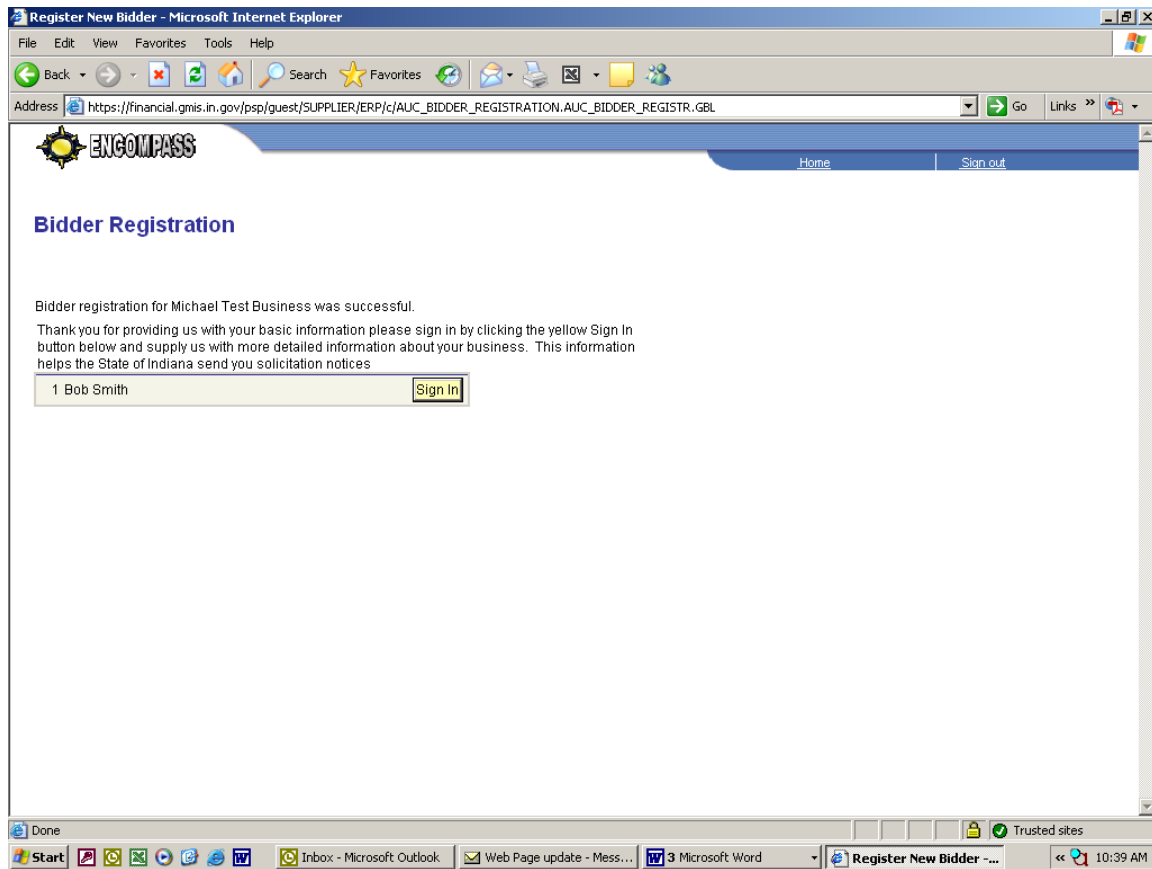 Register New Bidder - Microsoft Internet Explorer
File Edit View Favorites Tools Help
Back Search Favorites
Address https://financial.gmis.in.gov/psp/guest/SUPPLIER/ERP/c/AUC_BIDDER_REGISTRATION.AUC_BIDDER_REGISTR.GBL Go Links »
ENCOMPASS
Home Sign out
Bidder Registration
Bidder registration for Michael Test Business was successful.
Thank you for providing us with your basic information please sign in by clicking the yellow Sign In
button below and supply us with more detailed information about your business. This information
helps the State of Indiana send you solicitation notices
1 Bob Smith Sign In
Done Trusted sites
Start Inbox - Microsoft Outlook Web Page update - Mess... 3 Microsoft Word Register New Bidder -... « 10:39 AM